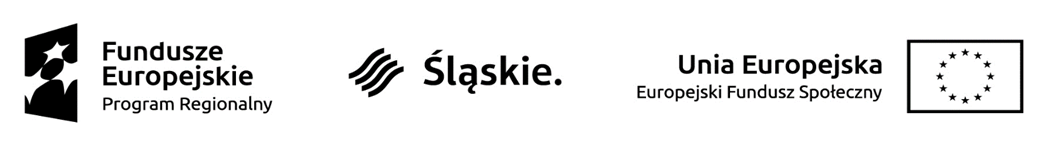 Fundusze
Europejskie
Program Regionalny
Śląskie.
Unia Europejska
Europejski Fundusz Społeczny